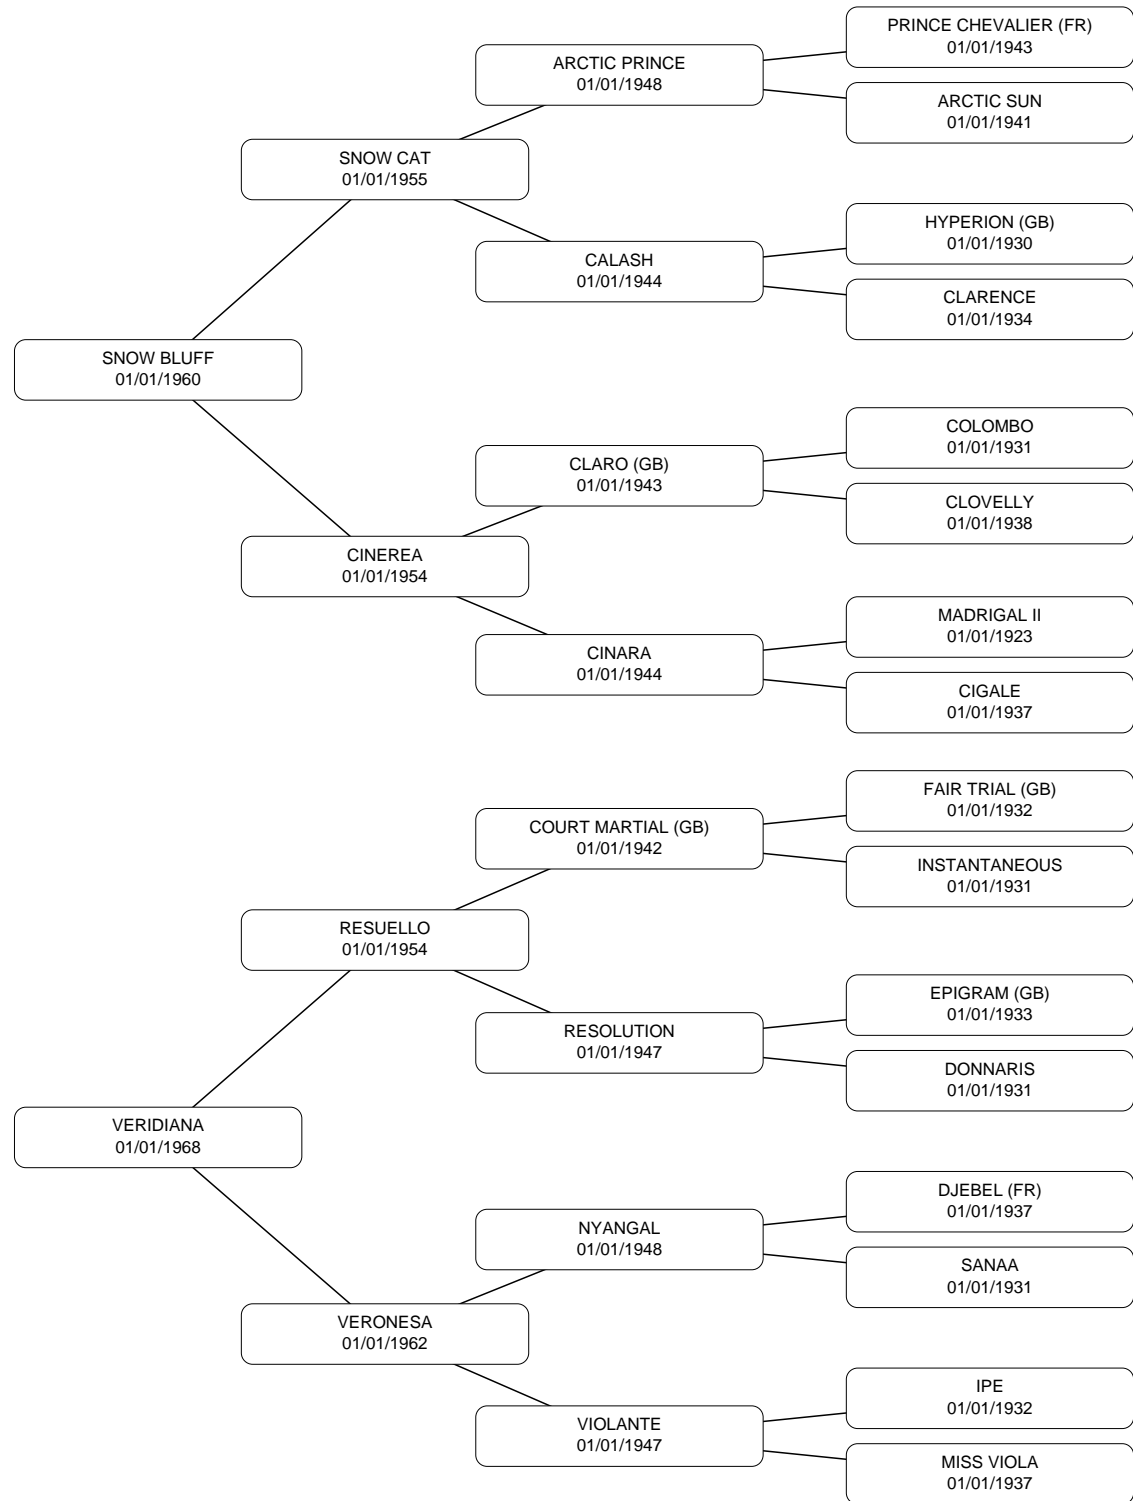 PRINCE CHEVALIER (FR)
01/01/1943
ARCTIC PRINCE
01/01/1948
ARCTIC SUN
01/01/1941
SNOW CAT
01/01/1955
HYPERION (GB)
01/01/1930
CALASH
01/01/1944
CLARENCE
01/01/1934
SNOW BLUFF
01/01/1960
COLOMBO
01/01/1931
CLARO (GB)
01/01/1943
CLOVELLY
01/01/1938
CINEREA
01/01/1954
MADRIGAL II
01/01/1923
CINARA
01/01/1944
CIGALE
01/01/1937
FAIR TRIAL (GB)
01/01/1932
COURT MARTIAL (GB)
01/01/1942
INSTANTANEOUS
01/01/1931
RESUELLO
01/01/1954
EPIGRAM (GB)
01/01/1933
RESOLUTION
01/01/1947
DONNARIS
01/01/1931
VERIDIANA
01/01/1968
DJEBEL (FR)
01/01/1937
NYANGAL
01/01/1948
SANAA
01/01/1931
VERONESA
01/01/1962
IPE
01/01/1932
VIOLANTE
01/01/1947
MISS VIOLA
01/01/1937